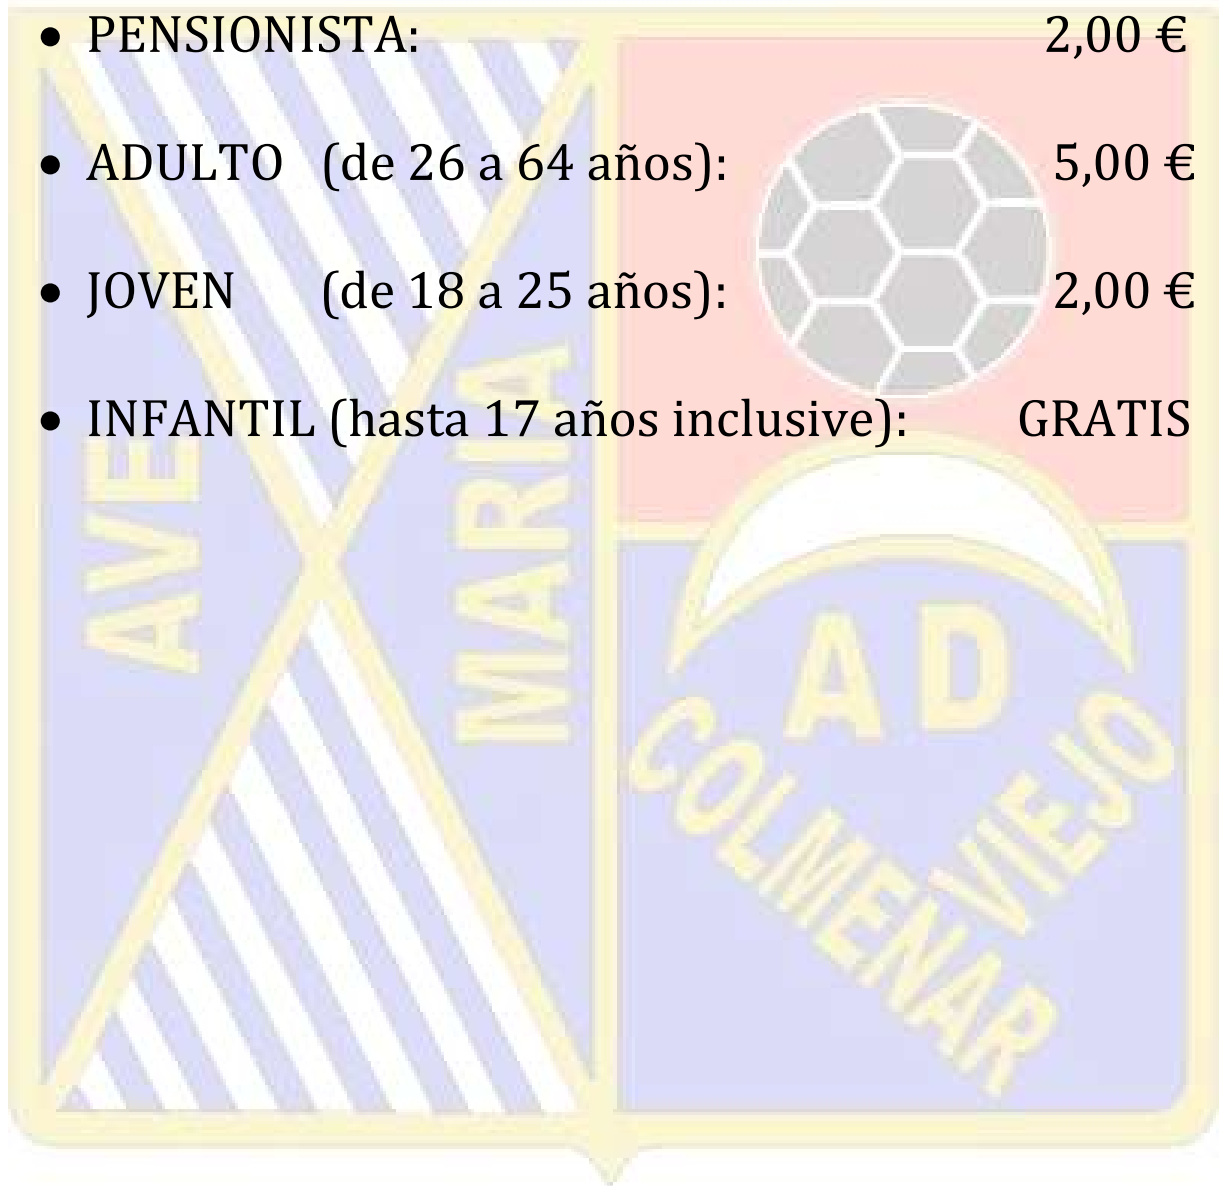 • PENSIONISTA: 2,00 €
• ADULTO (de 26 a 64 años): 5,00 €
• JOVEN (de 18 a 25 años): 2,00 €
• INFANTIL (hasta 17 años inclusive): GRATIS
AVE
MARIA
A D
COLMENAR
VIEJO